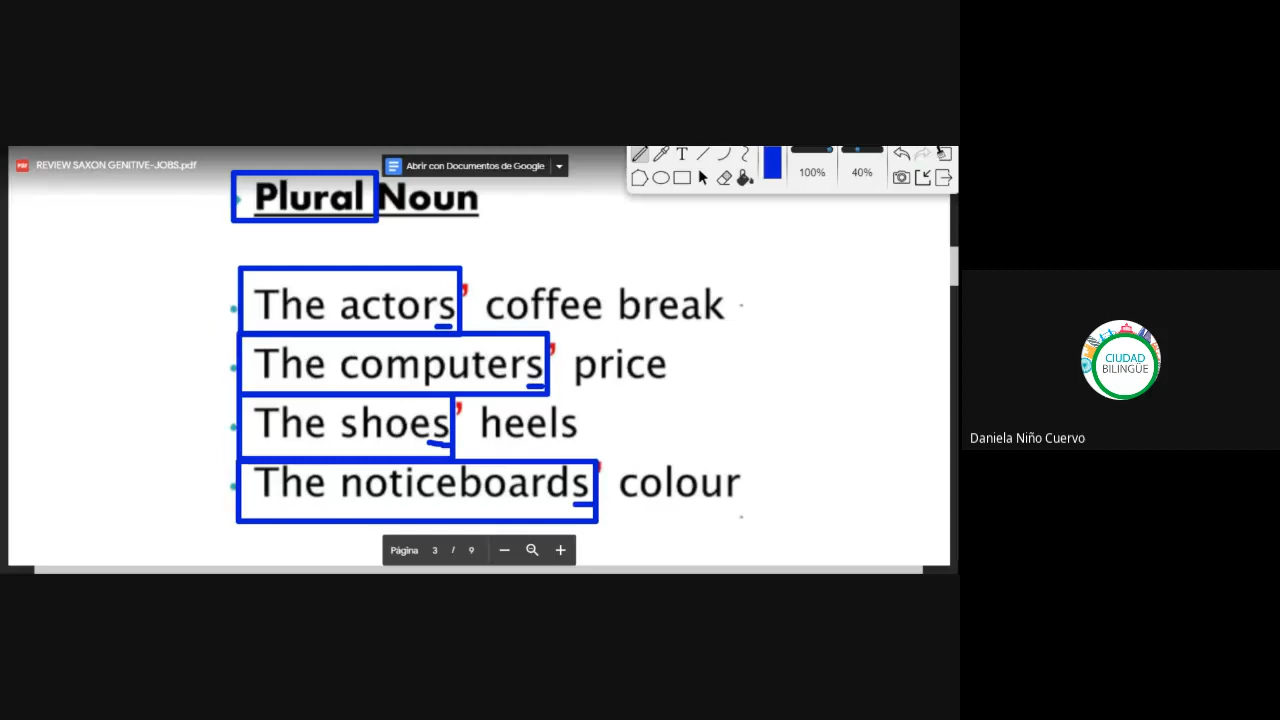 REVIEW SAXON GENITIVE-JOBS.pdf
Abrir con Documentos de Google
T
100%
40%
Plural Noun
The actors' coffee break
The computers' price
The shoes' heels
The noticeboards' colour
Página 3 / 9
CIUDAD
BILINGÜE
Daniela Niño Cuervo